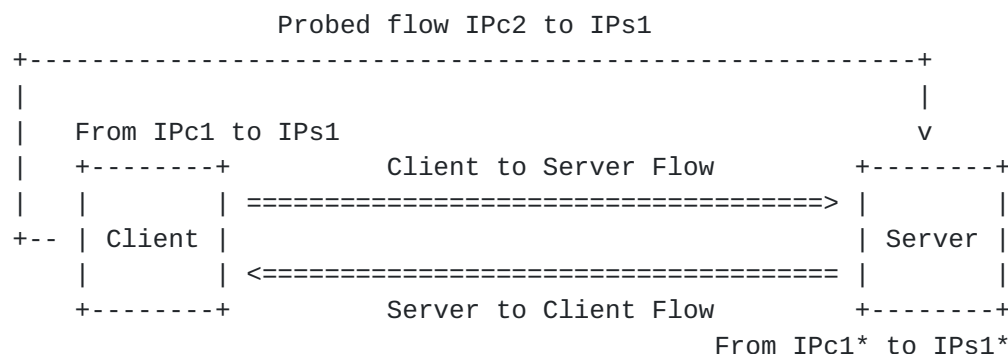 Probed flow IPc2 to IPs1
From IPc1 to IPs1
Client to Server Flow
Client
Server
Server to Client Flow
From IPc1* to IPs1*